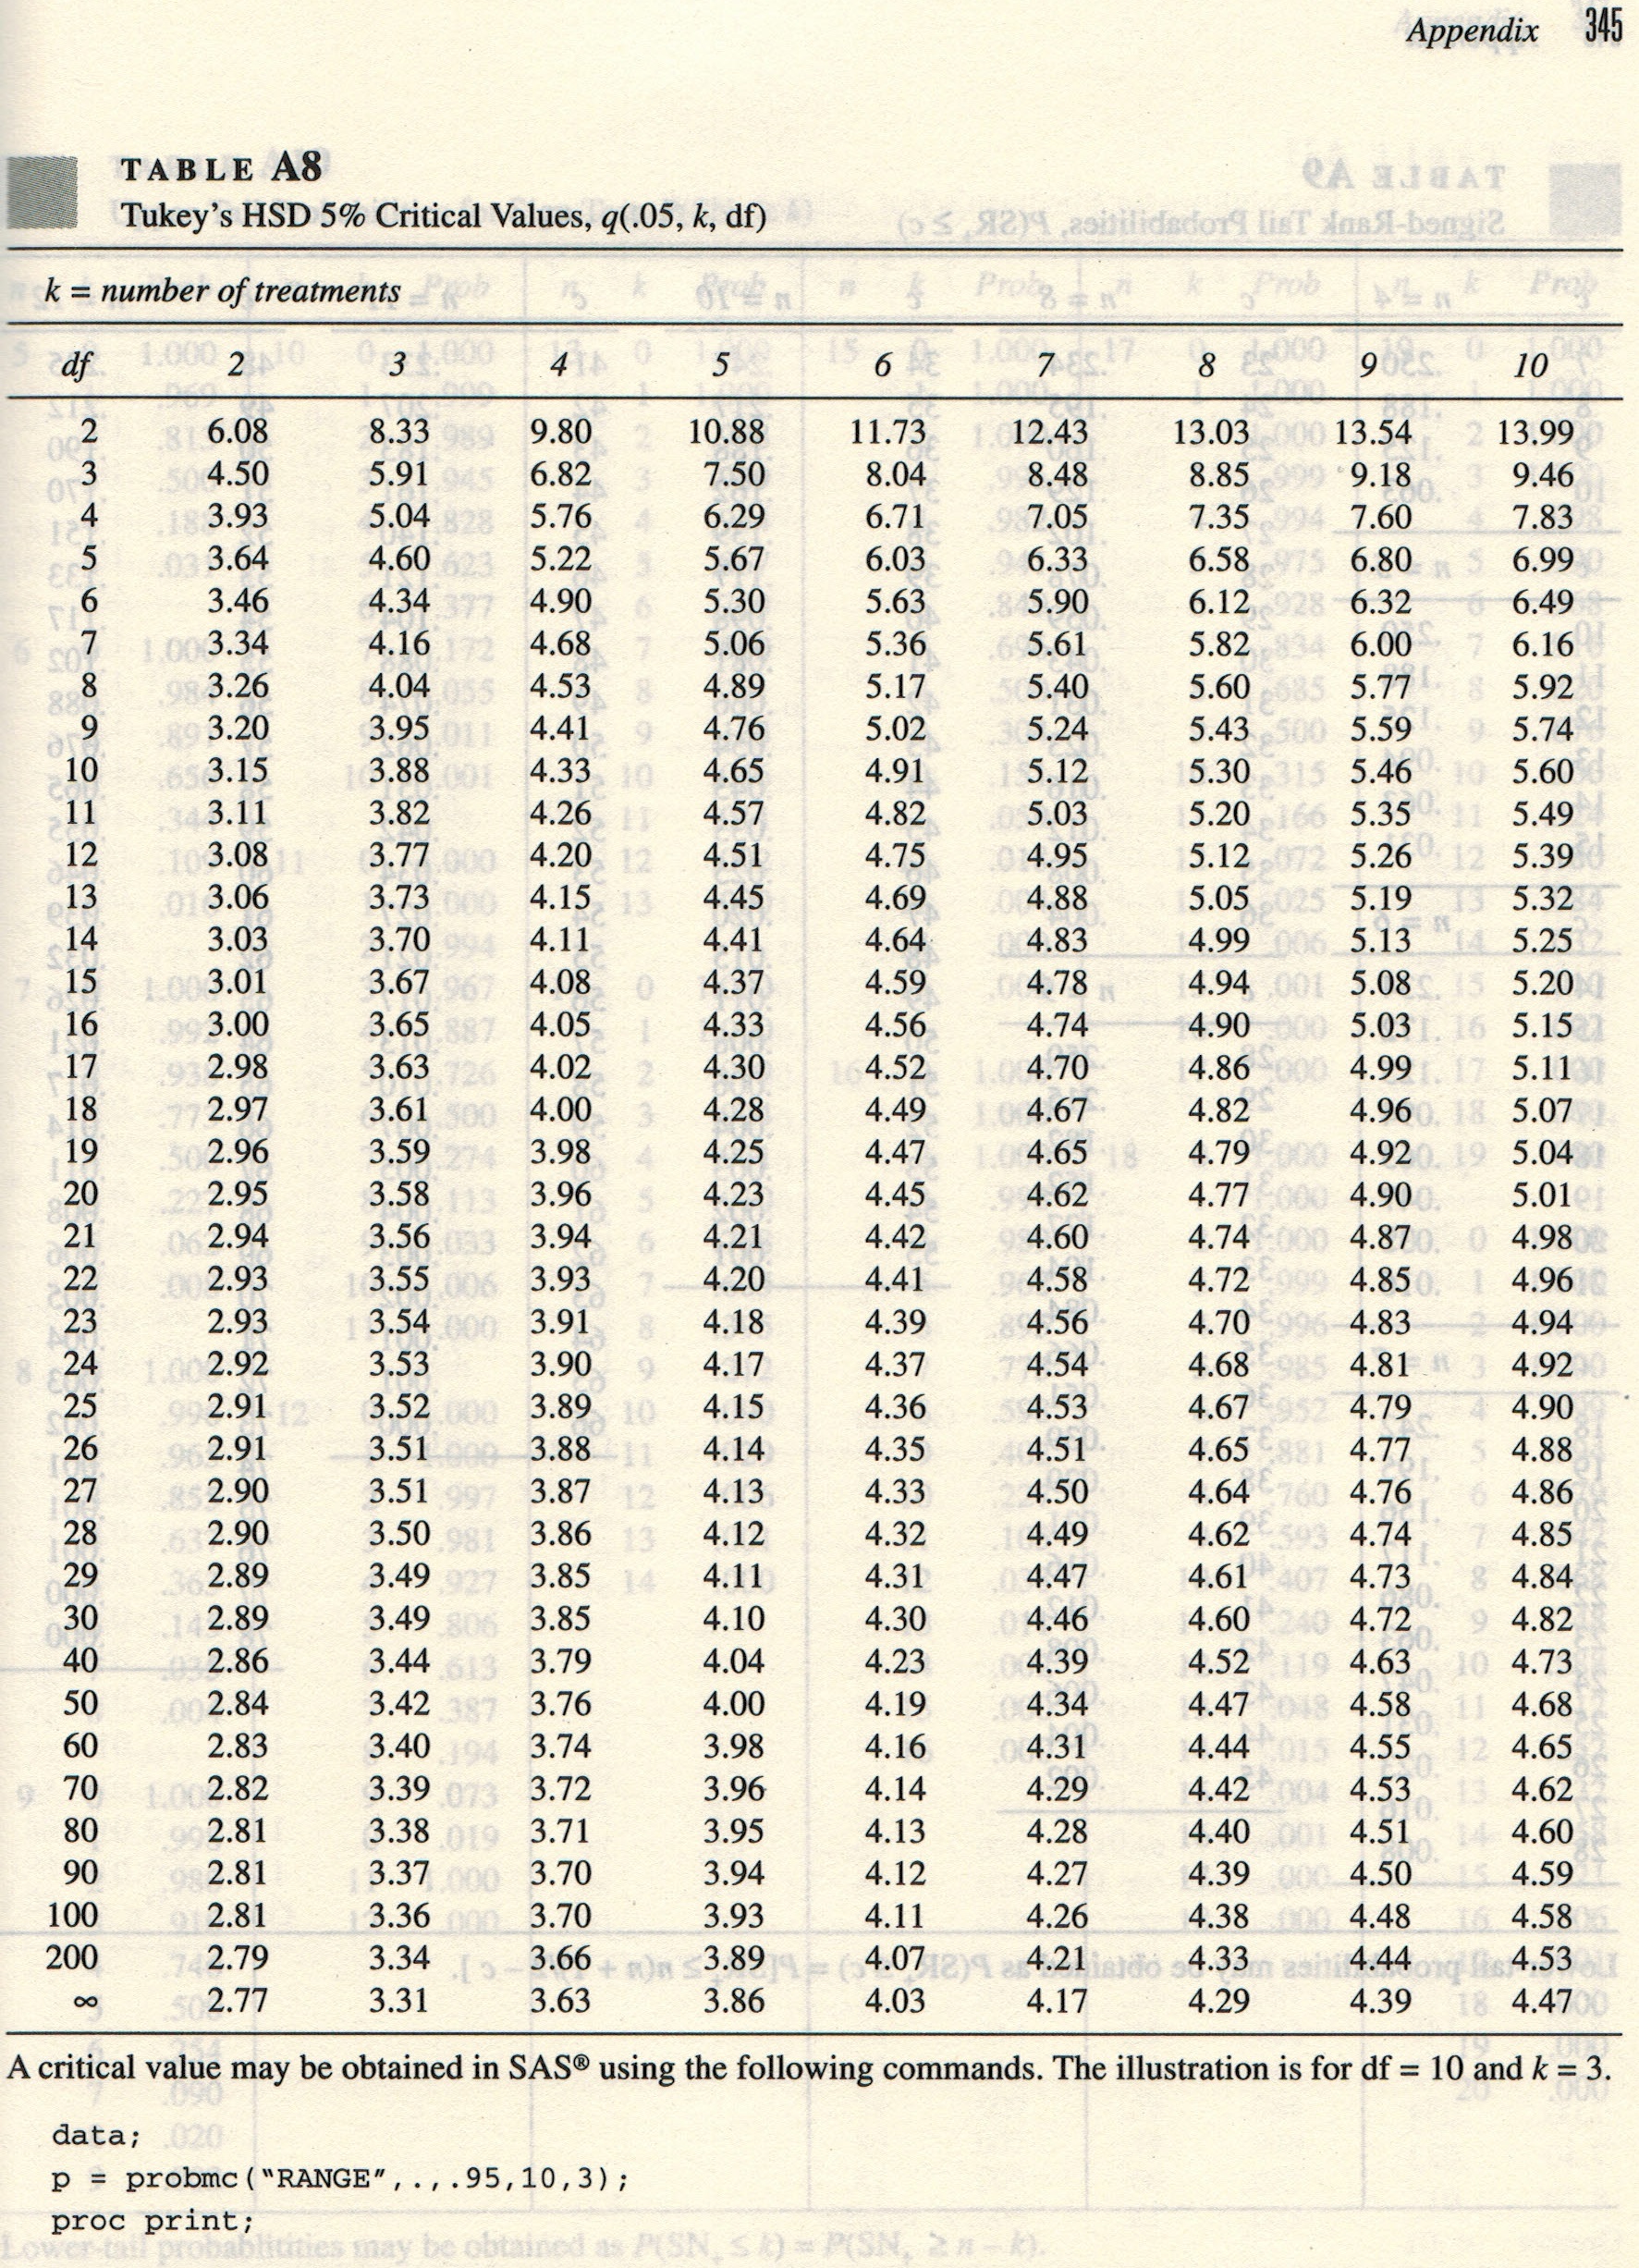 Appendix 345
TABLE A8
Tukey's HSD 5% Critical Values, q(.05, k, df)
k = number of treatments
df 2 3 4 5 6 7 8 9 10
2 6.08 8.33 9.80 10.88 11.73 12.43 13.03 13.54 13.99
3 4.50 5.91 6.82 7.50 8.04 8.48 8.85 9.18 9.46
4 3.93 5.04 5.76 6.29 6.71 7.05 7.35 7.60 7.83
5 3.64 4.60 5.22 5.67 6.03 6.33 6.58 6.80 6.99
6 3.46 4.34 4.90 5.30 5.63 5.90 6.12 6.32 6.49
7 3.34 4.16 4.68 5.06 5.36 5.61 5.82 6.00 6.16
8 3.26 4.04 4.53 4.89 5.17 5.40 5.60 5.77 5.92
9 3.20 3.95 4.41 4.76 5.02 5.24 5.43 5.59 5.74
10 3.15 3.88 4.33 4.65 4.91 5.12 5.30 5.46 5.60
11 3.11 3.82 4.26 4.57 4.82 5.03 5.20 5.35 5.49
12 3.08 3.77 4.20 4.51 4.75 4.95 5.12 5.26 5.39
13 3.06 3.73 4.15 4.45 4.69 4.88 5.05 5.19 5.32
14 3.03 3.70 4.11 4.41 4.64 4.83 4.99 5.13 5.25
15 3.01 3.67 4.08 4.37 4.59 4.78 4.94 5.08 5.20
16 3.00 3.65 4.05 4.33 4.56 4.74 4.90 5.03 5.15
17 2.98 3.63 4.02 4.30 4.52 4.70 4.86 4.99 5.11
18 2.97 3.61 4.00 4.28 4.49 4.67 4.82 4.96 5.07
19 2.96 3.59 3.98 4.25 4.47 4.65 4.79 4.92 5.04
20 2.95 3.58 3.96 4.23 4.45 4.62 4.77 4.90 5.01
21 2.94 3.56 3.94 4.21 4.42 4.60 4.74 4.87 4.98
22 2.93 3.55 3.93 4.20 4.41 4.58 4.72 4.85 4.96
23 2.93 3.54 3.91 4.18 4.39 4.56 4.70 4.83 4.94
24 2.92 3.53 3.90 4.17 4.37 4.54 4.68 4.81 4.92
25 2.91 3.52 3.89 4.15 4.36 4.53 4.67 4.79 4.90
26 2.91 3.51 3.88 4.14 4.35 4.51 4.65 4.77 4.88
27 2.90 3.51 3.87 4.13 4.33 4.50 4.64 4.76 4.86
28 2.90 3.50 3.86 4.12 4.32 4.49 4.62 4.74 4.85
29 2.89 3.49 3.85 4.11 4.31 4.47 4.61 4.73 4.84
30 2.89 3.49 3.85 4.10 4.30 4.46 4.60 4.72 4.82
40 2.86 3.44 3.79 4.04 4.23 4.39 4.52 4.63 4.73
50 2.84 3.42 3.76 4.00 4.19 4.34 4.47 4.58 4.68
60 2.83 3.40 3.74 3.98 4.16 4.31 4.44 4.55 4.65
70 2.82 3.39 3.72 3.96 4.14 4.29 4.42 4.53 4.62
80 2.81 3.38 3.71 3.95 4.13 4.28 4.40 4.51 4.60
90 2.81 3.37 3.70 3.94 4.12 4.27 4.39 4.50 4.59
100 2.81 3.36 3.70 3.93 4.11 4.26 4.38 4.48 4.58
200 2.79 3.34 3.66 3.89 4.07 4.21 4.33 4.44 4.53
∞ 2.77 3.31 3.63 3.86 4.03 4.17 4.29 4.39 4.47
A critical value may be obtained in SAS® using the following commands. The illustration is for df = 10 and k = 3.
data;
p = probmc("RANGE",.,.95,10,3);
proc print;